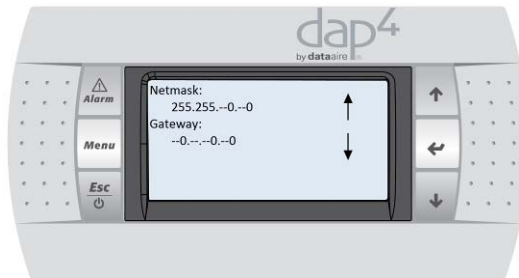 dap4
by dataaire
Alarm
Menu
Esc
Netmask:
255.255.--0.--0
Gateway:
--0.--.--0.--0